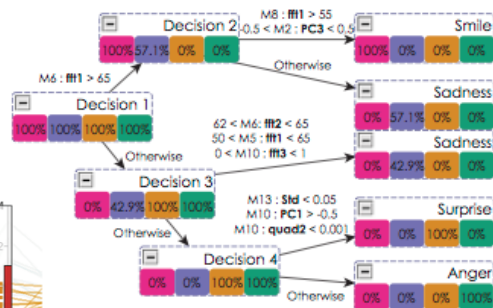 Decision 2
100% 57.1% 0% 0%
M8 : fft1 > 55
-0.5 < M2 : PC3 < 0.5
Smile
100% 0% 0% 0%
Otherwise
M6 : fft1 > 65
Sadness
0% 57.1% 0% 0%
Decision 1
100% 100% 100% 100%
62 < M6: fft2 < 65
50 < M5 : fft1 < 65
0 < M10 : fft3 < 1
Sadness
0% 42.9% 0% 0%
Otherwise
Decision 3
0% 42.9% 100% 100%
M13 : Std < 0.05
M10 : PC1 > -0.5
M10 : quad2 < 0.001
Surprise
0% 0% 100% 0%
Otherwise
Decision 4
0% 0% 100% 100%
Otherwise
Anger
0% 0% 0% 100%